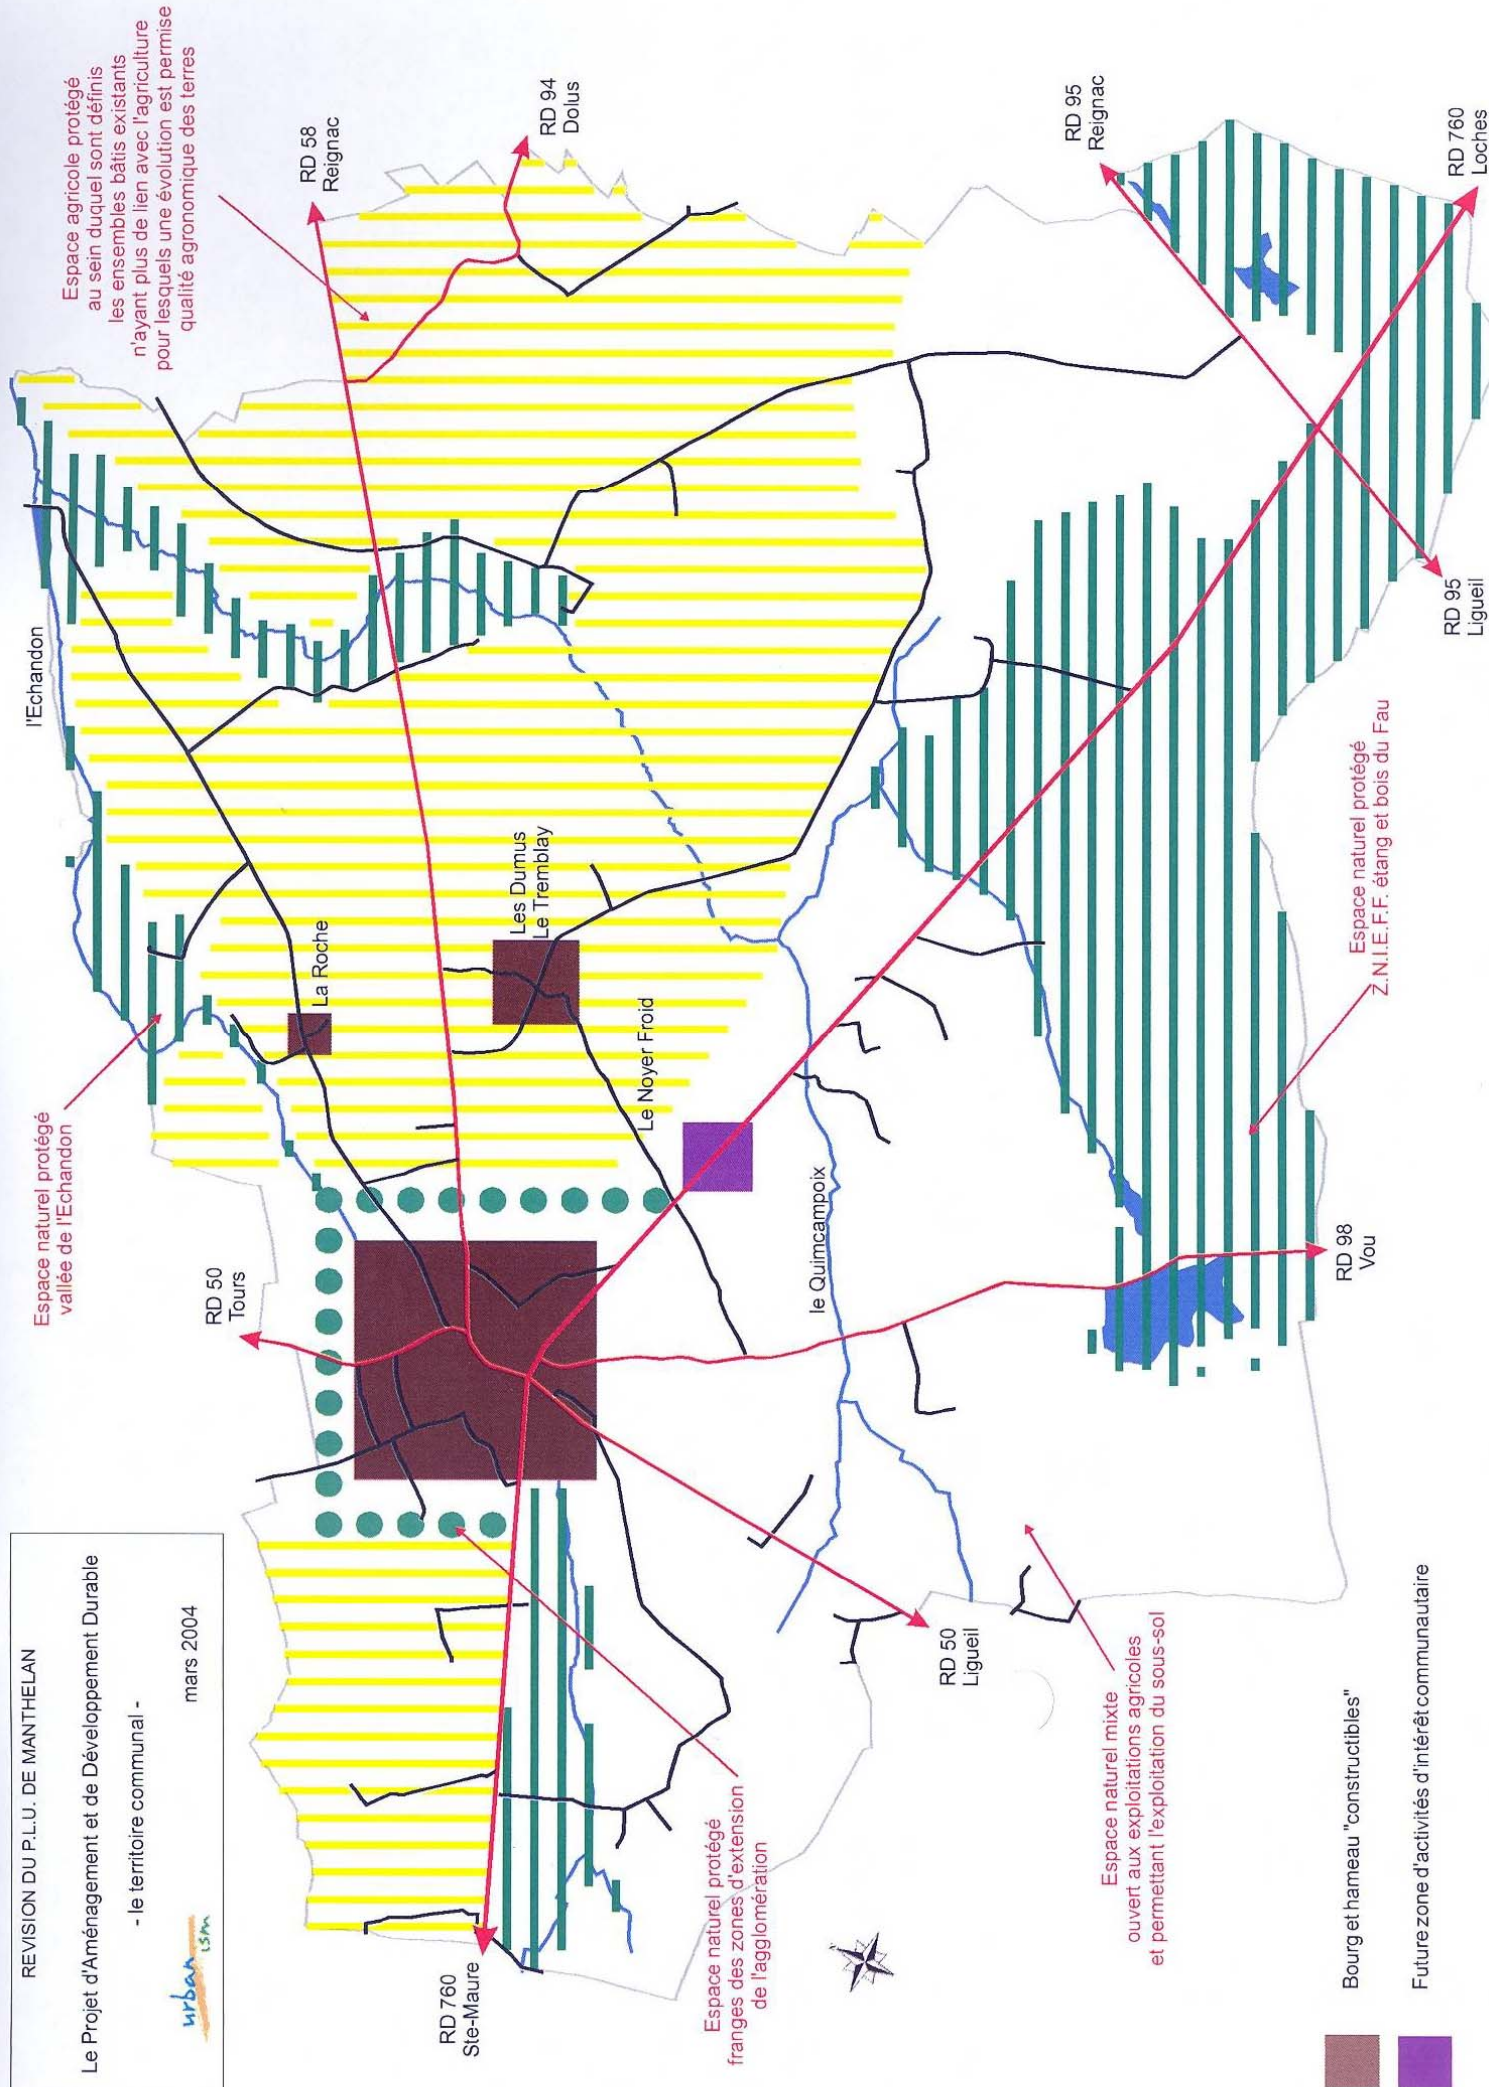 REVISION DU P.L.U. DE MANTHELAN
Le Projet d'Aménagement et de Développement Durable
- le territoire communal -
mars 2004
urban
ism
RD 50
Tours
Espace naturel protégé
vallée de l'Echandon
l'Echandon
Espace agricole protégé
au sein duquel sont définis
les ensembles bâtis existants
n'ayant plus de lien avec l'agriculture
pour lesquels une évolution est permise
qualité agronomique des terres
RD 58
Reignac
RD 94
Dolus
La Roche
Les Dumus
Le Tremblay
Le Noyer Froid
RD 760
Ste-Maure
Espace naturel protégé
franges des zones d'extension
de l'agglomération
le Quimcampoix
RD 50
Ligueil
Espace naturel mixte
ouvert aux exploitations agricoles
et permettant l'exploitation du sous-sol
RD 98
Vou
Espace naturel protégé
Z.N.I.E.F.F. étang et bois du Fau
RD 95
Reignac
RD 95
Ligueil
RD 760
Loches
Bourg et hameau "constructibles"
Future zone d'activités d'intérêt communautaire